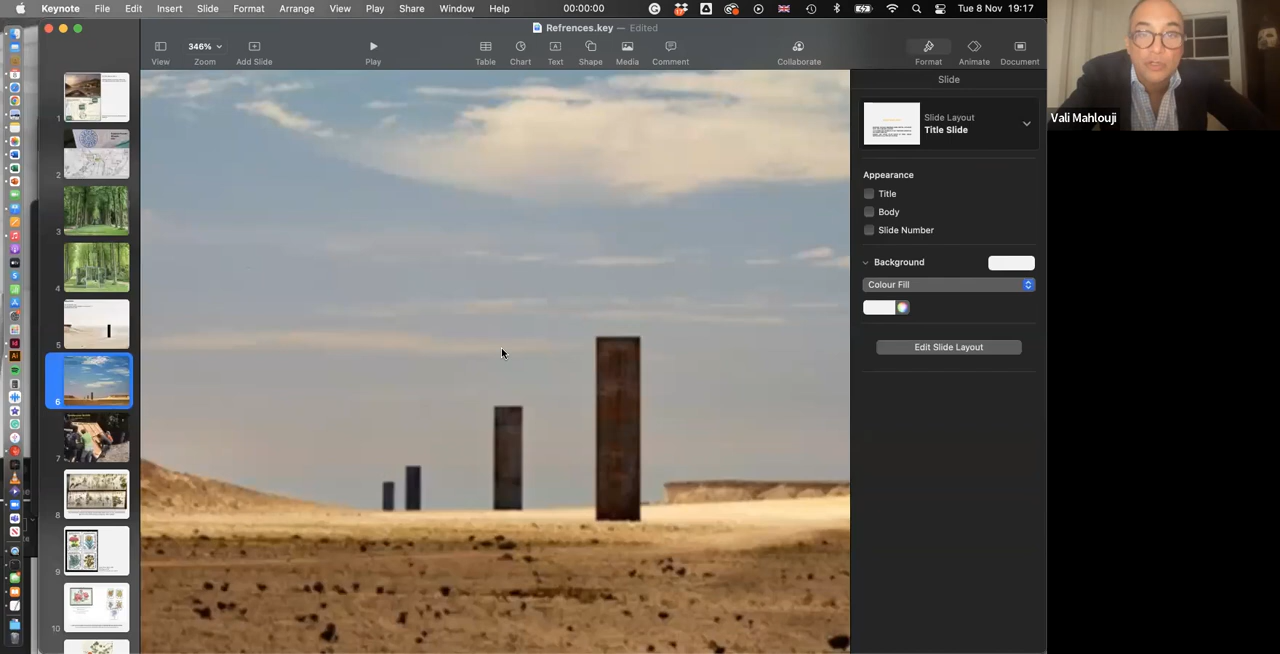 Keynote File Edit Insert Slide Format Arrange View Play Share Window Help 00:00:00 Tue 8 Nov 19:17
Refrences.key — Edited
346%
View Zoom Add Slide Play Table Chart Text Shape Media Comment Collaborate Format Animate Document
Slide
Slide Layout
Title Slide
Appearance
Title
Body
Slide Number
Background
Colour Fill
Edit Slide Layout
1
2
3
4
5
6
7
8
9
10
Vali Mahlouji